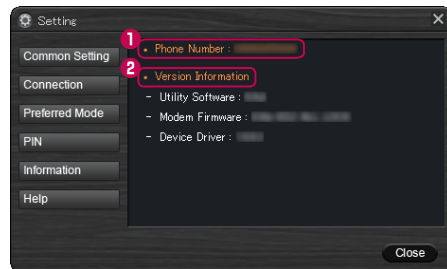 Setting
1
Phone Number :
Common Setting
2
Version Information
Connection
- Utility Software :
Preferred Mode
- Modem Firmware :
PIN
- Device Driver :
Information
Help
Close